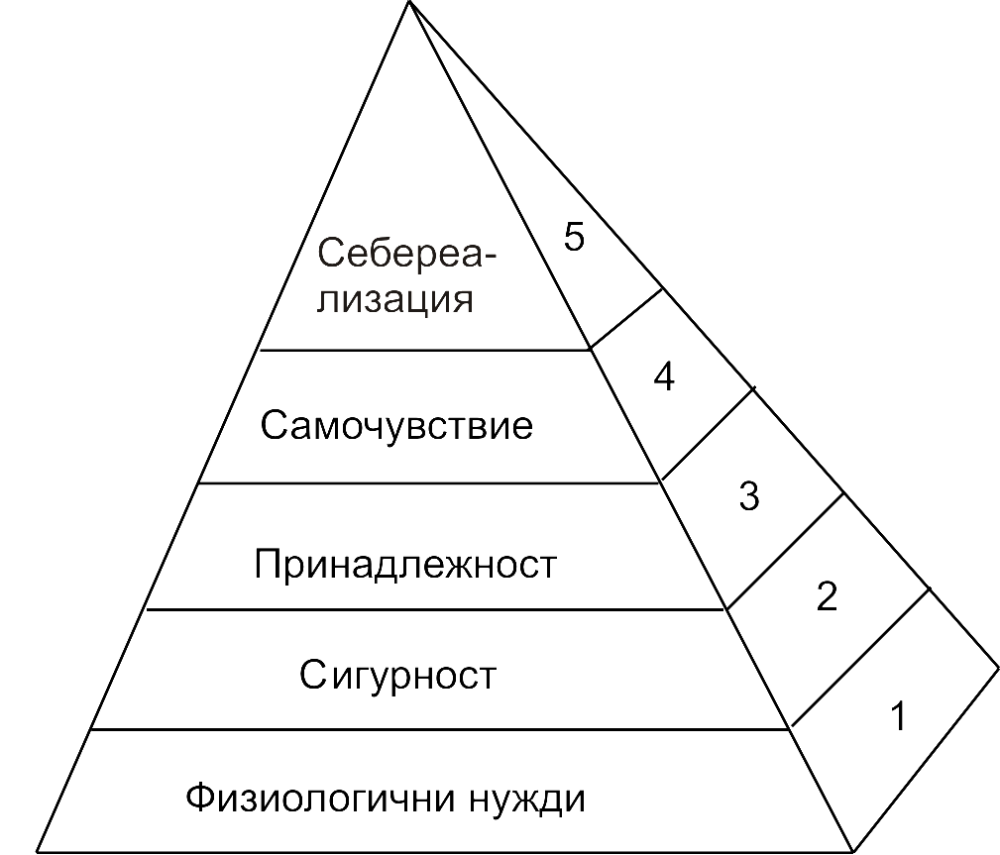 Себереа-
лизация
5
Самочувствие
4
Принадлежност
3
Сигурност
2
Физиологични нужди
1